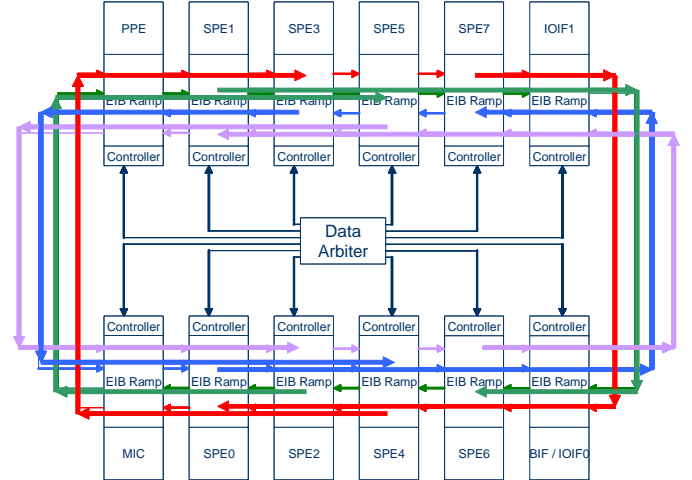 PPE SPE1 SPE3 SPE5 SPE7 IOIF1
EIB Ramp EIB Ramp EIB Ramp EIB Ramp EIB Ramp EIB Ramp
Controller Controller Controller Controller Controller Controller
Data
Arbiter
Controller Controller Controller Controller Controller Controller
EIB Ramp EIB Ramp EIB Ramp EIB Ramp EIB Ramp EIB Ramp
MIC SPE0 SPE2 SPE4 SPE6 BIF / IOIF0